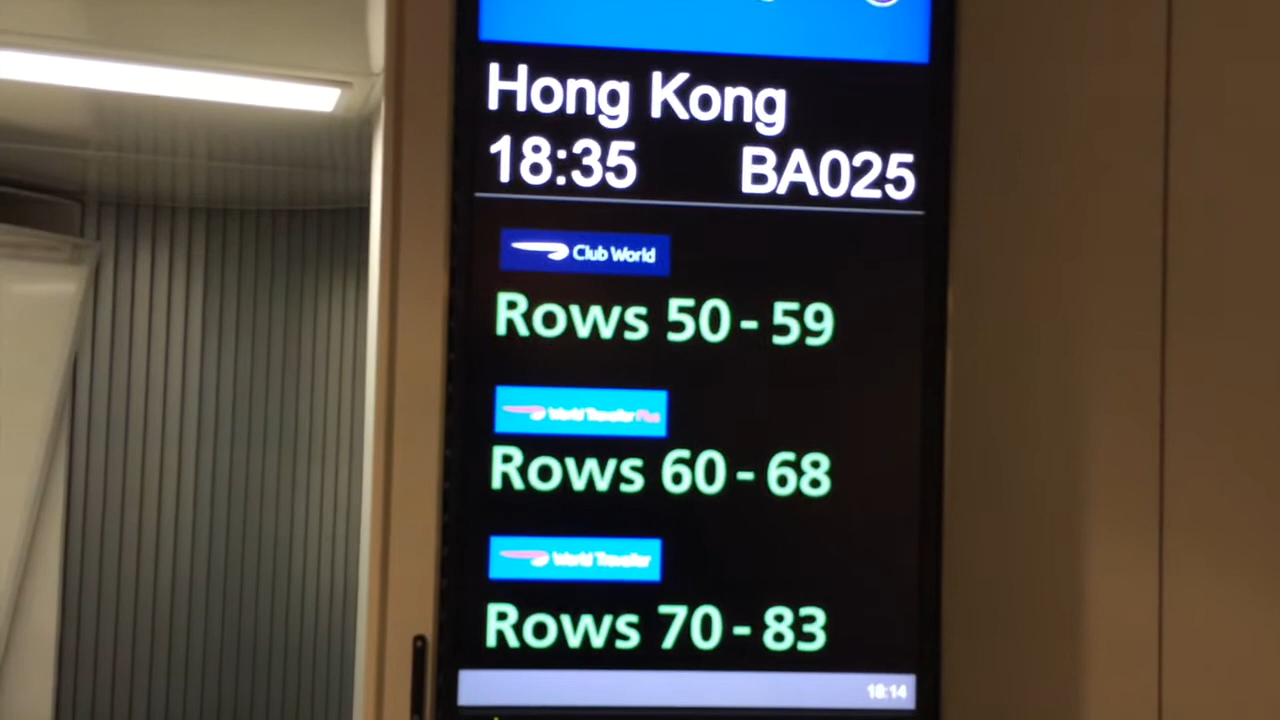 Hong Kong
18:35 BA025
Club World
Rows 50 - 59
World Traveller Plus
Rows 60 - 68
World Traveller
Rows 70 - 83
18:14